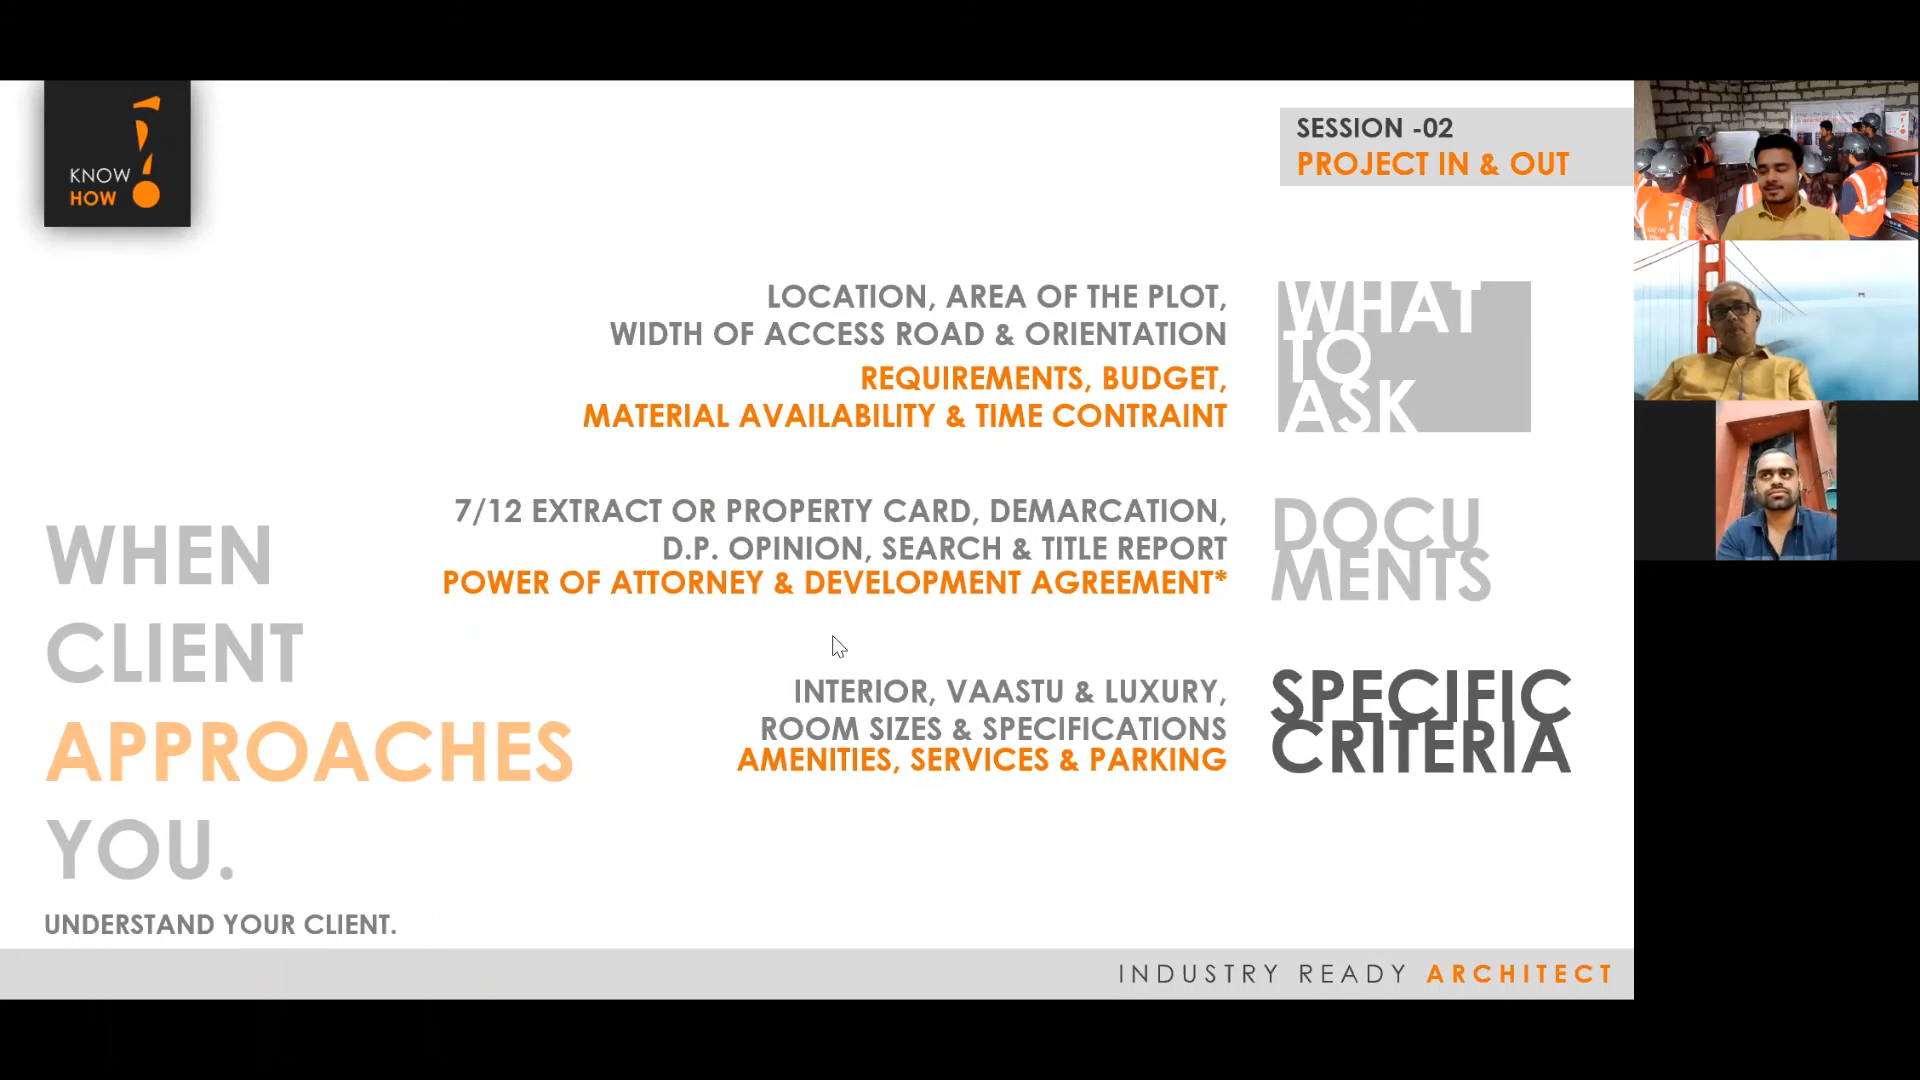 KNOW
HOW
SESSION -02
PROJECT IN & OUT
LOCATION, AREA OF THE PLOT,
WIDTH OF ACCESS ROAD & ORIENTATION
REQUIREMENTS, BUDGET,
MATERIAL AVAILABILITY & TIME CONTRAINT
WHAT
TO
ASK
7/12 EXTRACT OR PROPERTY CARD, DEMARCATION,
D.P. OPINION, SEARCH & TITLE REPORT
POWER OF ATTORNEY & DEVELOPMENT AGREEMENT*
DOCU
MENTS
INTERIOR, VAASTU & LUXURY,
ROOM SIZES & SPECIFICATIONS
AMENITIES, SERVICES & PARKING
SPECIFIC
CRITERIA
WHEN
CLIENT
APPROACHES
YOU.
UNDERSTAND YOUR CLIENT.
INDUSTRY READY ARCHITECT